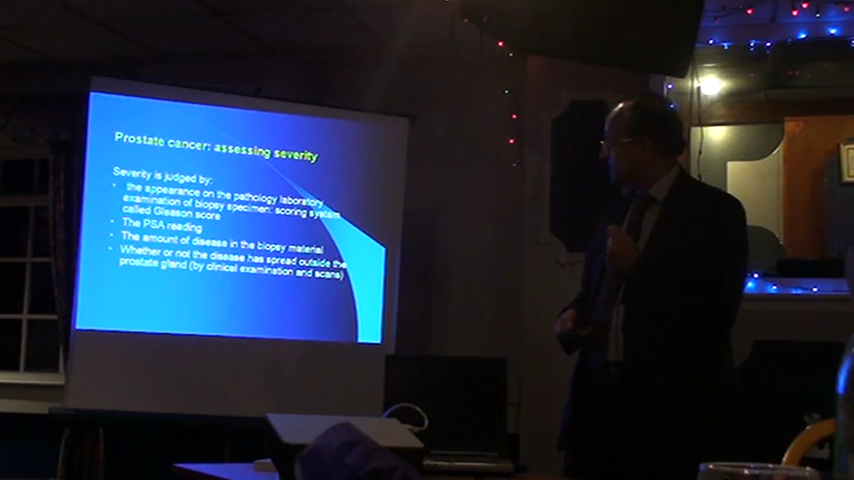 Prostate cancer: assessing severity
Severity is judged by:
• the appearance on the pathology laboratory
examination of biopsy specimen: scoring system
called Gleason score
• The PSA reading
• The amount of disease in the biopsy material
• Whether or not the disease has spread outside the
prostate gland (by clinical examination and scans)